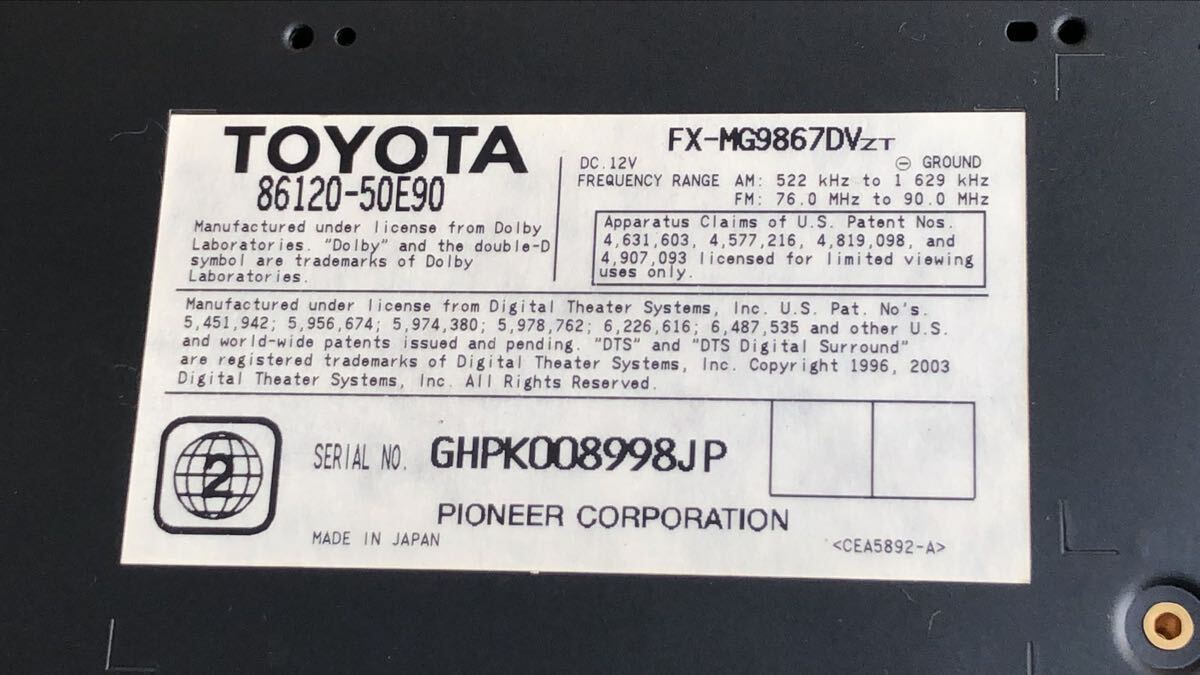 TOYOTA
86120-50E90
Manufactured under license from Dolby
Laboratories. "Dolby" and the double-D
symbol are trademarks of Dolby
Laboratories.
FX-MG9867DVZT
DC.12V ⊖ GROUND
FREQUENCY RANGE AM: 522 kHz to 1 629 kHz
FM: 76.0 MHz to 90.0 MHz
Apparatus Claims of U.S. Patent Nos.
4,631,603, 4,577,216, 4,819,098, and
4,907,093 licensed for limited viewing
uses only.
Manufactured under license from Digital Theater Systems, Inc. U.S. Pat. No's.
5,451,942; 5,956,674; 5,974,380; 5,978,762; 6,226,616; 6,487,535 and other U.S.
and world-wide patents issued and pending. "DTS" and "DTS Digital Surround"
are registered trademarks of Digital Theater Systems, Inc. Copyright 1996, 2003
Digital Theater Systems, Inc. All Rights Reserved.
2
SERIAL NO. GHPK008998JP
PIONEER CORPORATION
MADE IN JAPAN
<CEA5892-A>